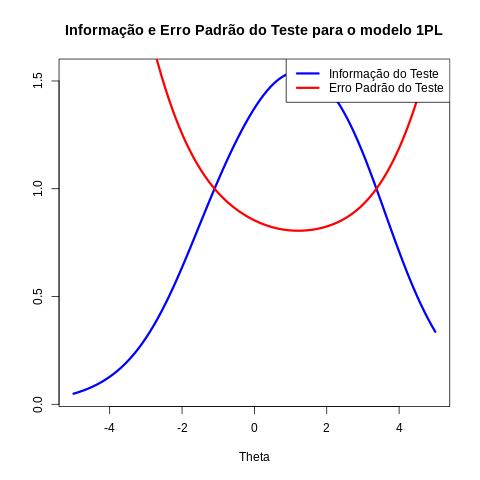 Informação e Erro Padrão do Teste para o modelo 1PL
Informação do Teste
Erro Padrão do Teste
1.5
1.0
0.5
0.0
-4 -2 0 2 4
Theta